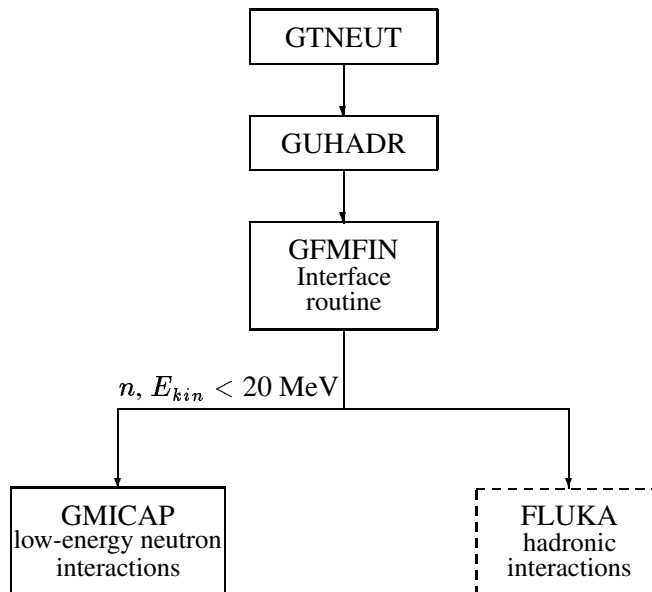 GTNEUT
GUHADR
GFMFIN
Interface
routine
n, E_kin < 20 MeV
GMICAP
low-energy neutron
interactions
FLUKA
hadronic
interactions